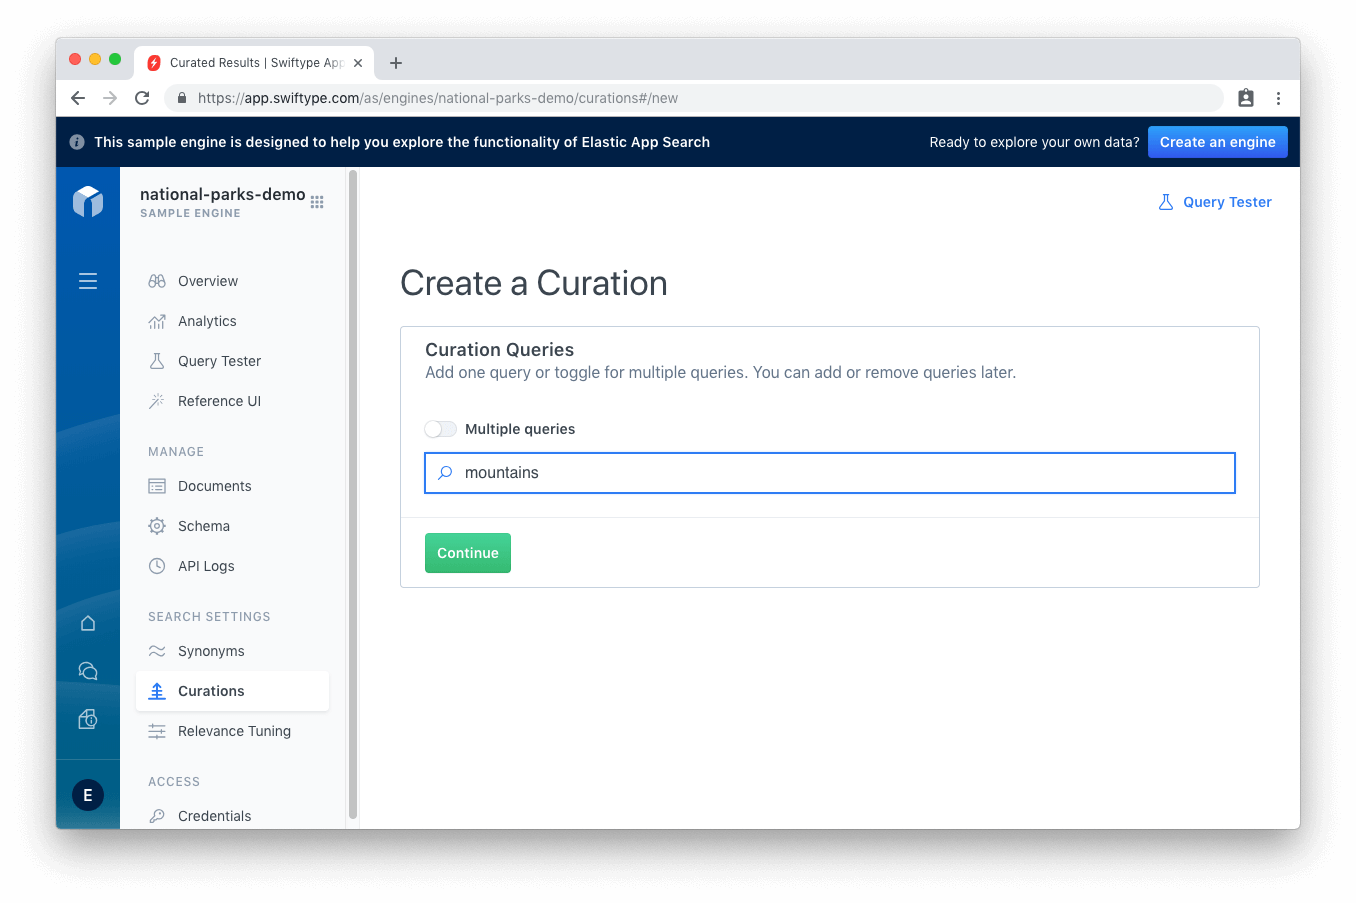 Curated Results | Swiftype App
https://app.swiftype.com/as/engines/national-parks-demo/curations#/new
This sample engine is designed to help you explore the functionality of Elastic App Search
Ready to explore your own data?
Create an engine
national-parks-demo
SAMPLE ENGINE
Query Tester
Overview
Analytics
Query Tester
Reference UI
MANAGE
Documents
Schema
API Logs
SEARCH SETTINGS
Synonyms
Curations
Relevance Tuning
ACCESS
Credentials
E
Create a Curation
Curation Queries
Add one query or toggle for multiple queries. You can add or remove queries later.
Multiple queries
mountains
Continue